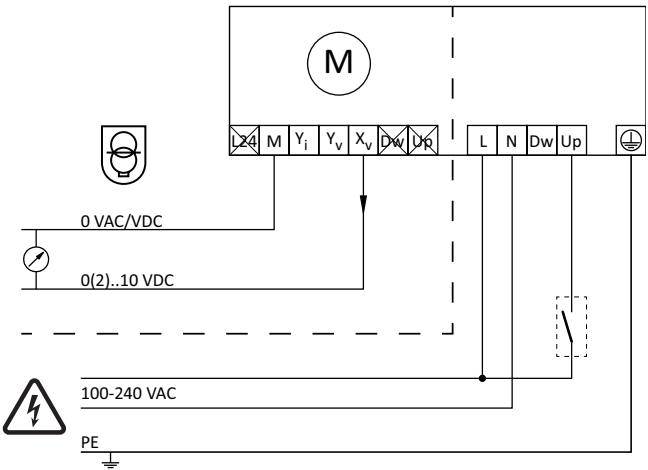 M
L24 M Yi Yv Xv Dw Up L N Dw Up
0 VAC/VDC
0(2)..10 VDC
100-240 VAC
PE